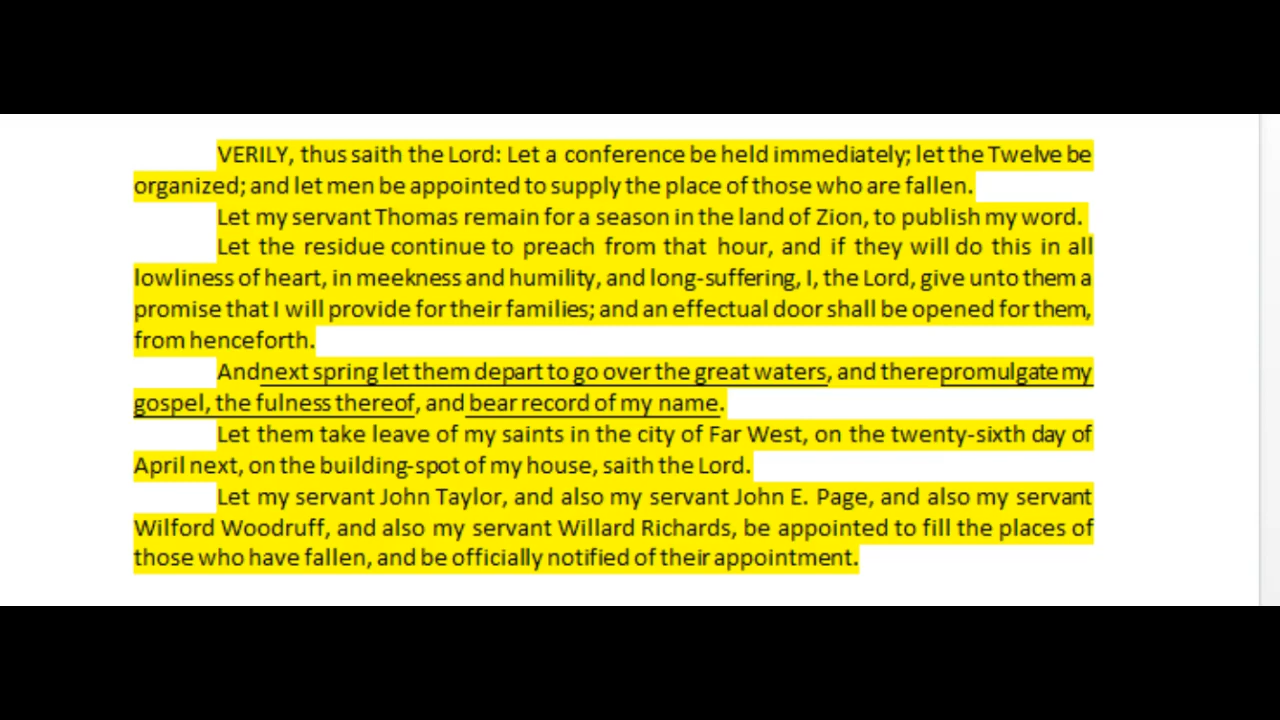 VERILY, thus saith the Lord: Let a conference be held immediately; let the Twelve be
organized; and let men be appointed to supply the place of those who are fallen.
Let my servant Thomas remain for a season in the land of Zion, to publish my word.
Let the residue continue to preach from that hour, and if they will do this in all
lowliness of heart, in meekness and humility, and long-suffering, I, the Lord, give unto them a
promise that I will provide for their families; and an effectual door shall be opened for them,
from henceforth.
And next spring let them depart to go over the great waters, and there promulgate my
gospel, the fulness thereof, and bear record of my name.
Let them take leave of my saints in the city of Far West, on the twenty-sixth day of
April next, on the building-spot of my house, saith the Lord.
Let my servant John Taylor, and also my servant John E. Page, and also my servant
Wilford Woodruff, and also my servant Willard Richards, be appointed to fill the places of
those who have fallen, and be officially notified of their appointment.